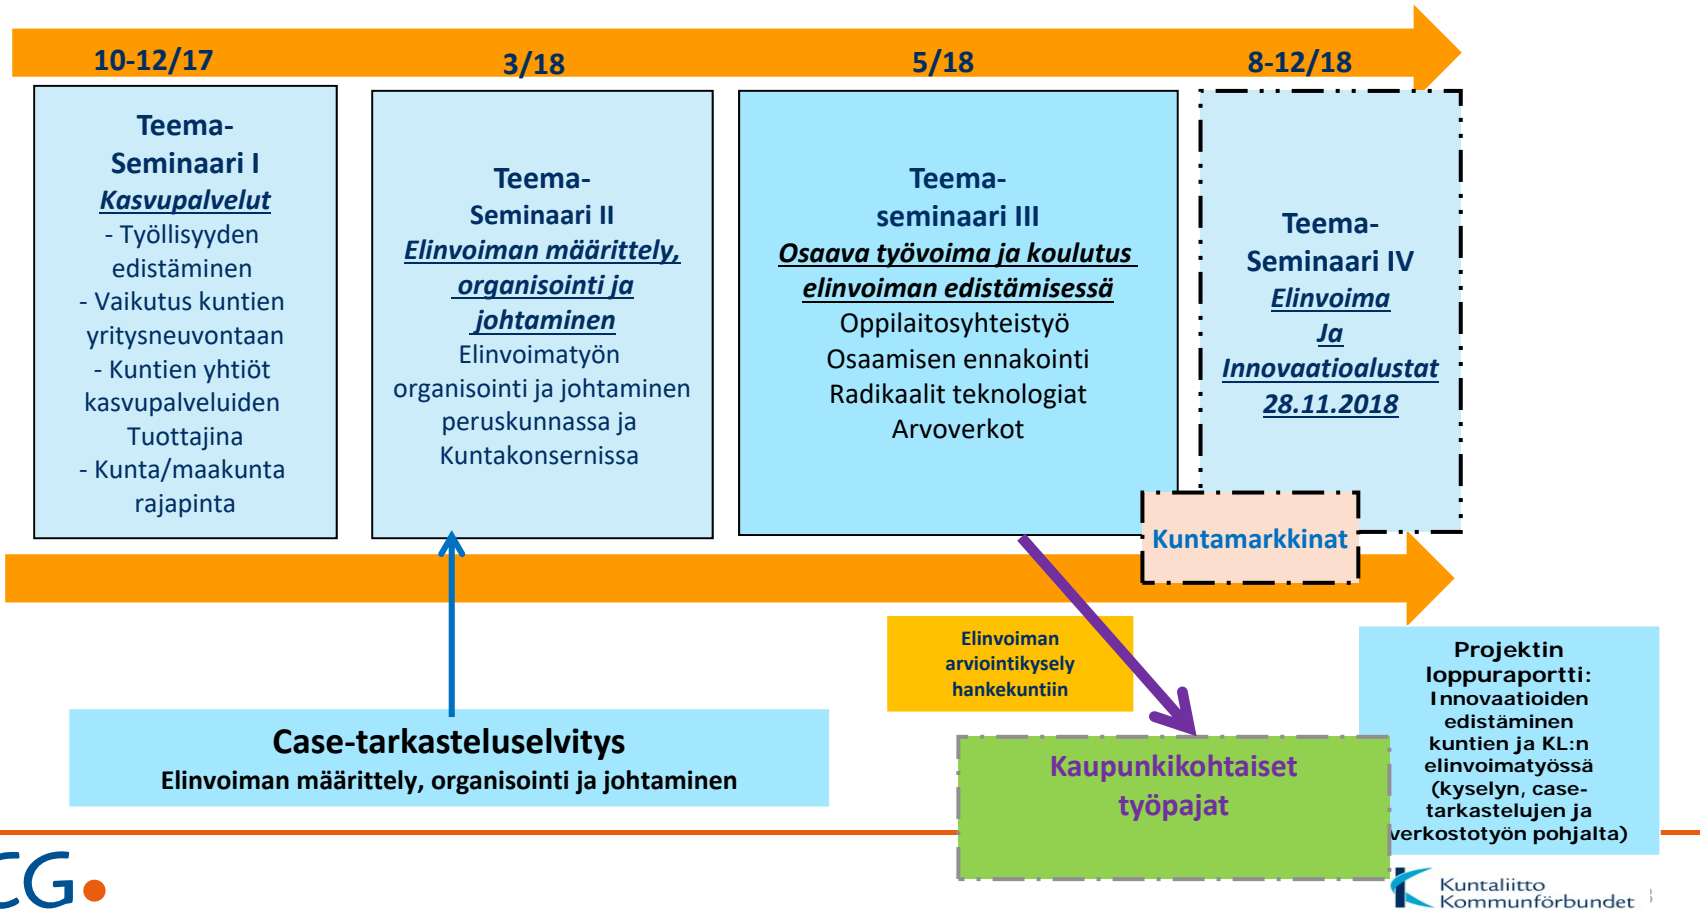 10-12/17
3/18
5/18
8-12/18
Teema-
Seminaari I
Kasvupalvelut
- Työllisyyden
edistäminen
- Vaikutus kuntien
yritysneuvontaan
- Kuntien yhtiöt
kasvupalveluiden
Tuottajina
- Kunta/maakunta
rajapinta
Teema-
Seminaari II
Elinvoiman määrittely,
organisointi ja
johtaminen
Elinvoimatyön
organisointi ja johtaminen
peruskunnassa ja
Kuntakonsernissa
Teema-
seminaari III
Osaava työvoima ja koulutus
elinvoiman edistämisessä
Oppilaitosyhteistyö
Osaamisen ennakointi
Radikaalit teknologiat
Arvoverkot
Teema-
Seminaari IV
Elinvoima
Ja
Innovaatioalustat
28.11.2018
Kuntamarkkinat
Elinvoiman
arviointikysely
hankekuntiin
Case-tarkasteluselvitys
Elinvoiman määrittely, organisointi ja johtaminen
Kaupunkikohtaiset
työpajat
Projektin
loppuraportti:
Innovaatioiden
edistäminen
kuntien ja KL:n
elinvoimatyössä
(kyselyn, case-
tarkastelujen ja
verkostotyön pohjalta)
CG
Kuntaliitto
Kommunförbundet